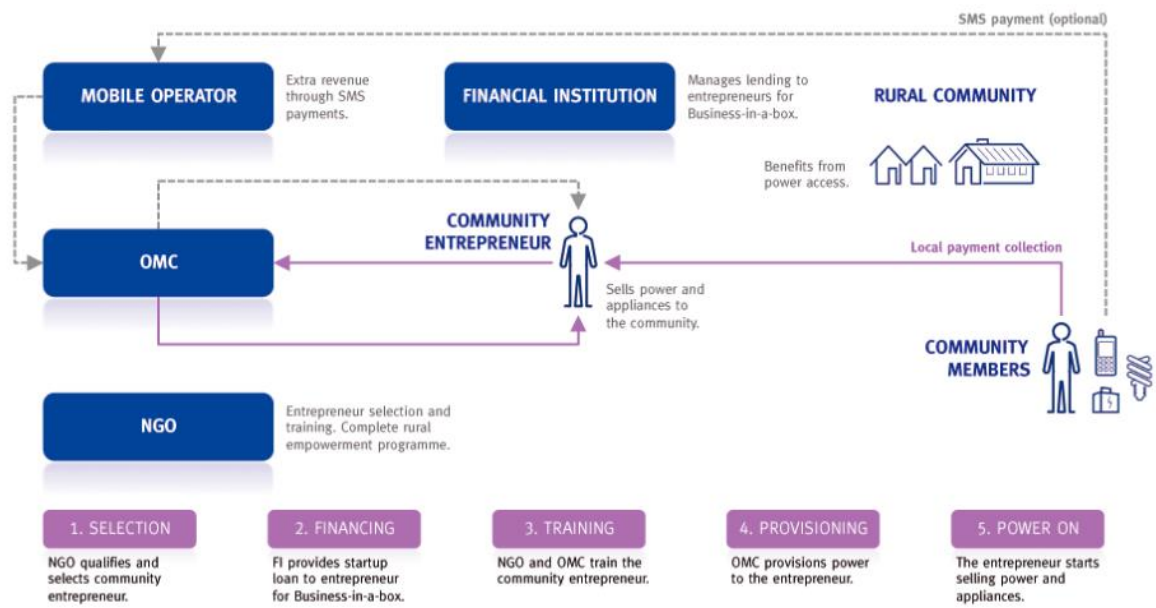 SMS payment (optional)
MOBILE OPERATOR
Extra revenue
through SMS
payments.
FINANCIAL INSTITUTION
Manages lending to
entrepreneurs for
Business-in-a-box.
RURAL COMMUNITY
Benefits from
power access.
OMC
COMMUNITY
ENTREPRENEUR
Sells power and
appliances to
the community.
Local payment collection
COMMUNITY
MEMBERS
NGO
Entrepreneur selection and
training. Complete rural
empowerment programme.
1. SELECTION
NGO qualifies and
selects community
entrepreneur.
2. FINANCING
FI provides startup
loan to entrepreneur
for Business-in-a-box.
3. TRAINING
NGO and OMC train the
community entrepreneur.
4. PROVISIONING
OMC provisions power
to the entrepreneur.
5. POWER ON
The entrepreneur starts
selling power and
appliances.